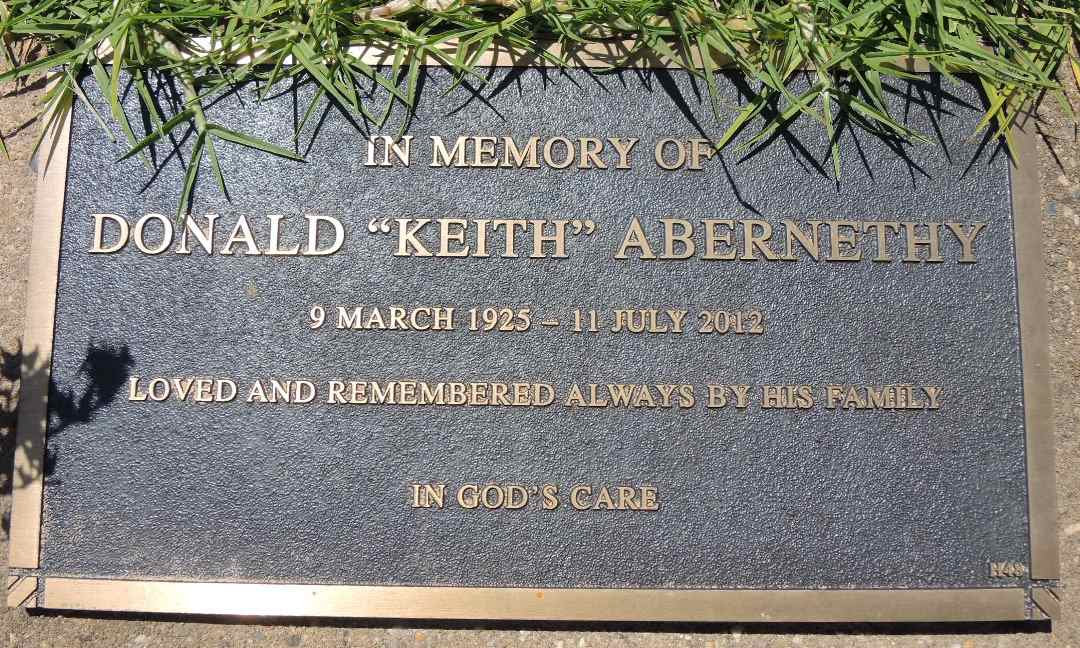 IN MEMORY OF
DONALD “KEITH” ABERNETHY
9 MARCH 1925 – 11 JULY 2012
LOVED AND REMEMBERED ALWAYS BY HIS FAMILY
IN GOD’S CARE